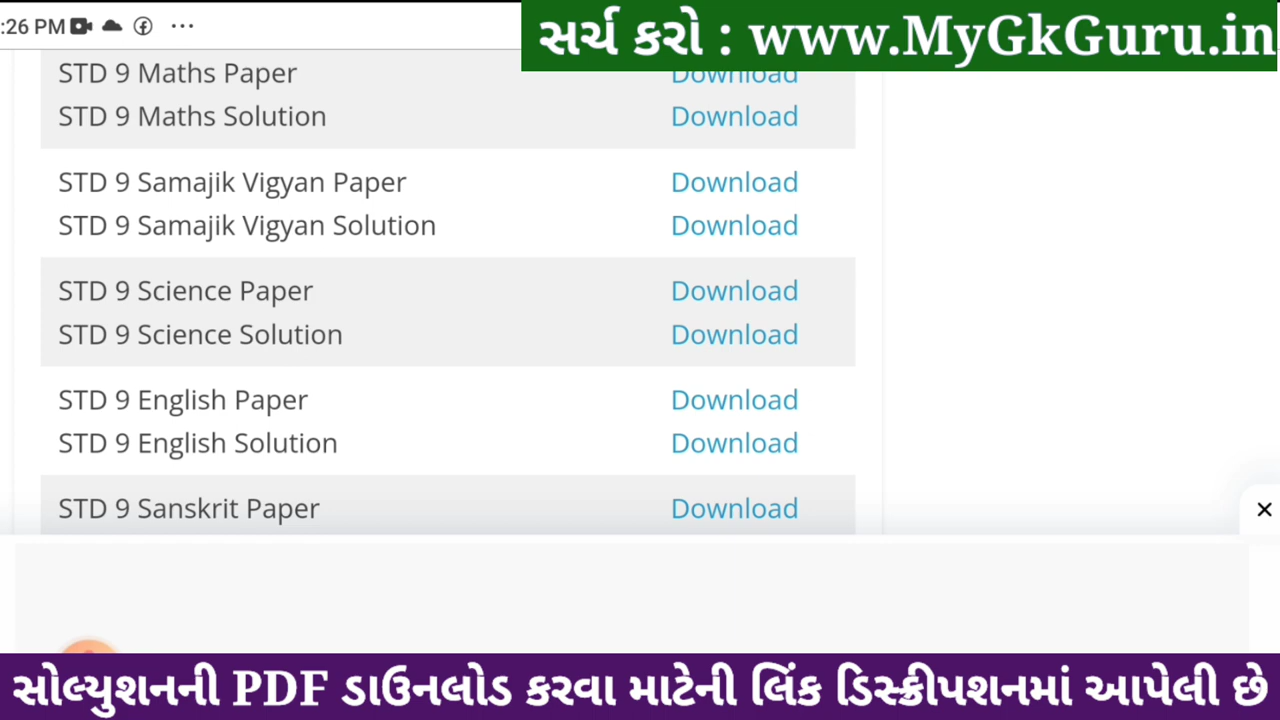 :26 PM
સર્ચ કરો : www.MyGkGuru.in
STD 9 Maths Paper Download
STD 9 Maths Solution Download
STD 9 Samajik Vigyan Paper Download
STD 9 Samajik Vigyan Solution Download
STD 9 Science Paper Download
STD 9 Science Solution Download
STD 9 English Paper Download
STD 9 English Solution Download
STD 9 Sanskrit Paper Download
સોલ્યુશનની PDF ડાઉનલોડ કરવા માટેની લિંક ડિસ્ક્રીપશનમાં આપેલી છે